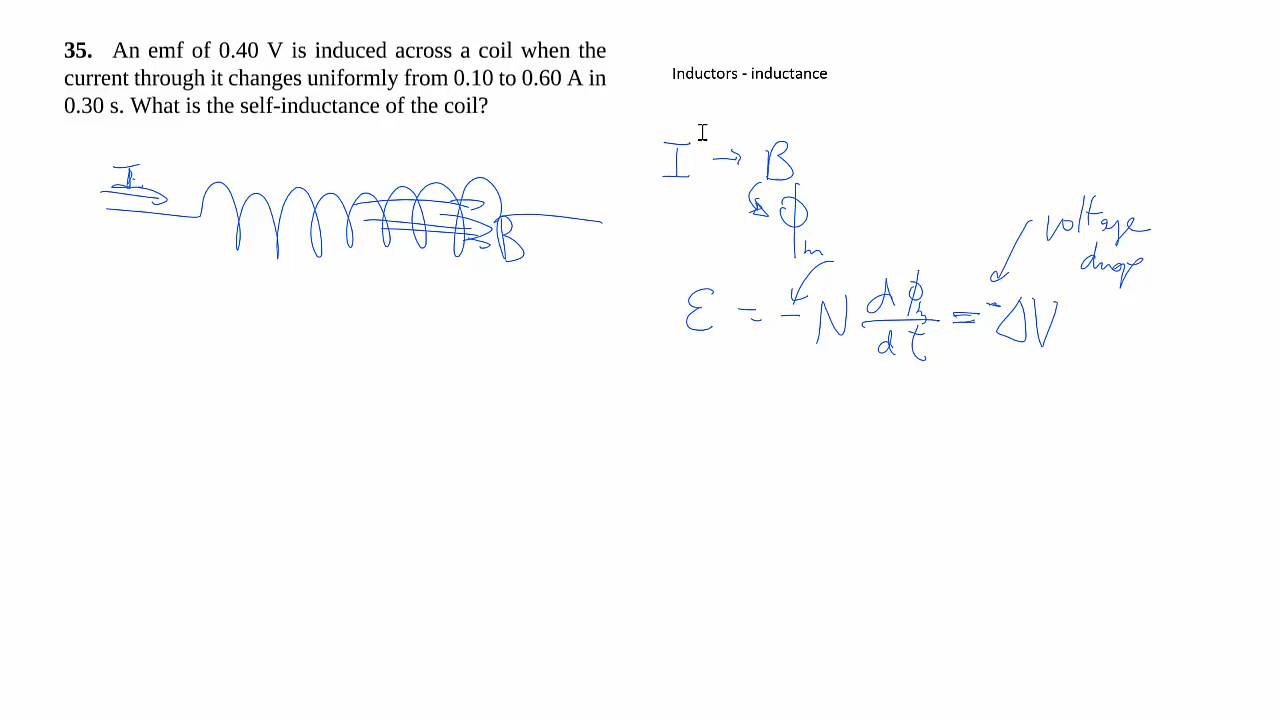 35. An emf of 0.40 V is induced across a coil when the
current through it changes uniformly from 0.10 to 0.60 A in
0.30 s. What is the self-inductance of the coil?
Inductors - inductance
I → B
ϕm
I
B
voltage
drop
ℰ = - N dϕm/dt = -ΔV